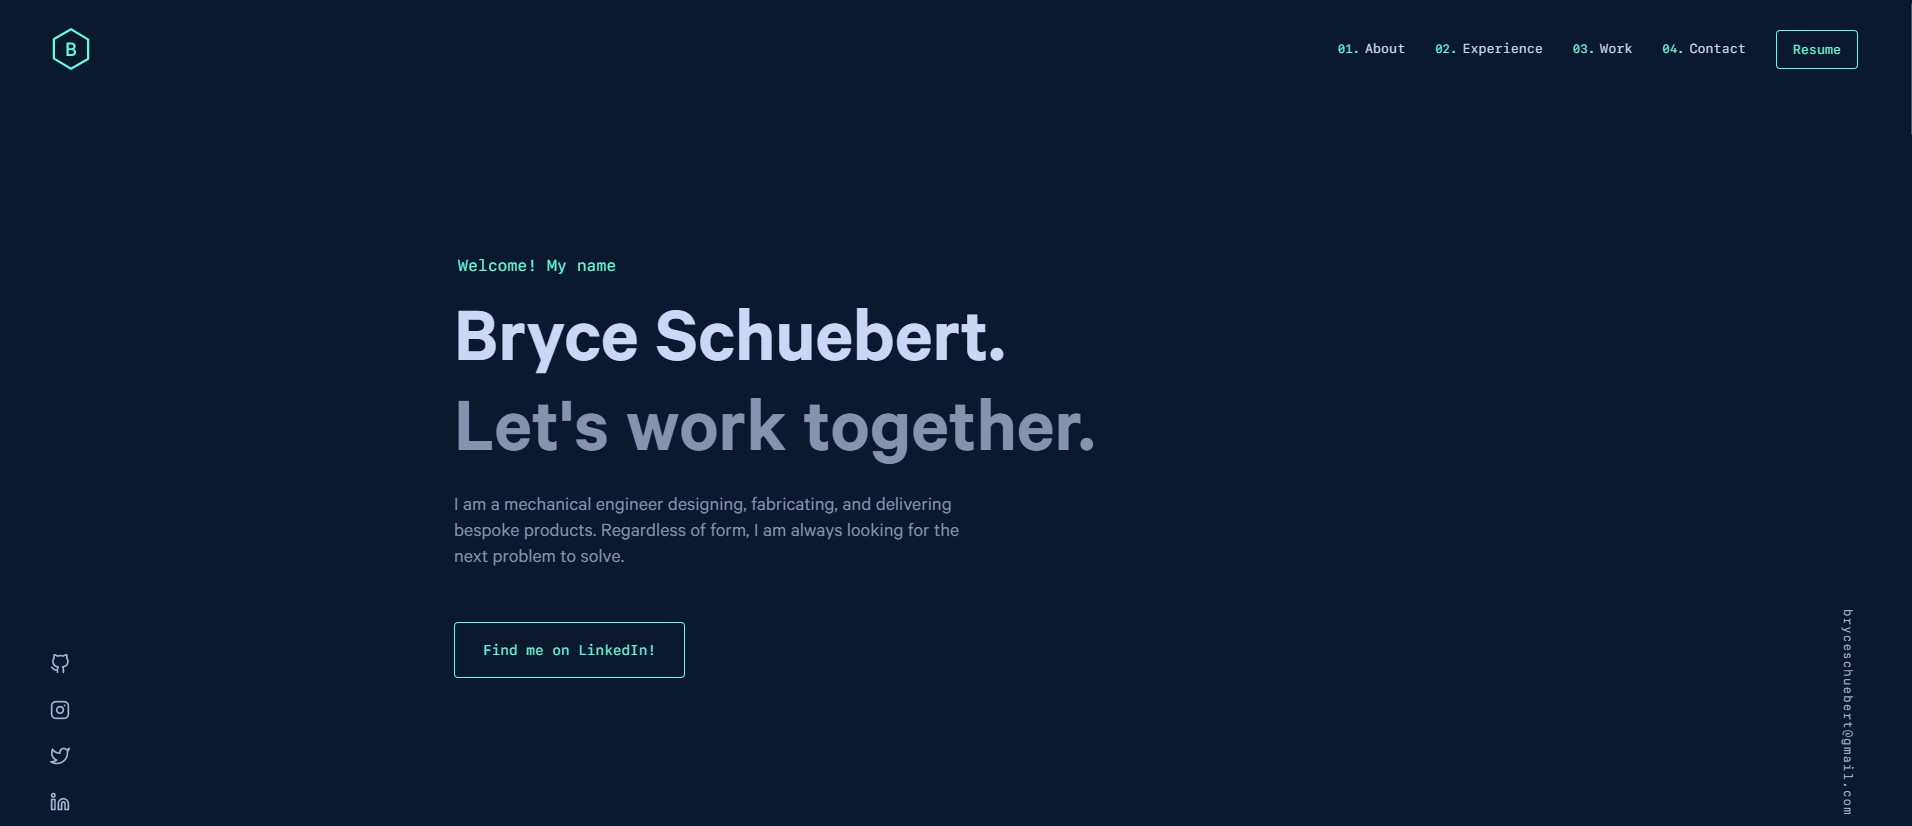 B
01. About 02. Experience 03. Work 04. Contact Resume
Welcome! My name
Bryce Schuebert.
Let's work together.
I am a mechanical engineer designing, fabricating, and delivering
bespoke products. Regardless of form, I am always looking for the
next problem to solve.
Find me on LinkedIn!
bryceschuebert@gmail.com